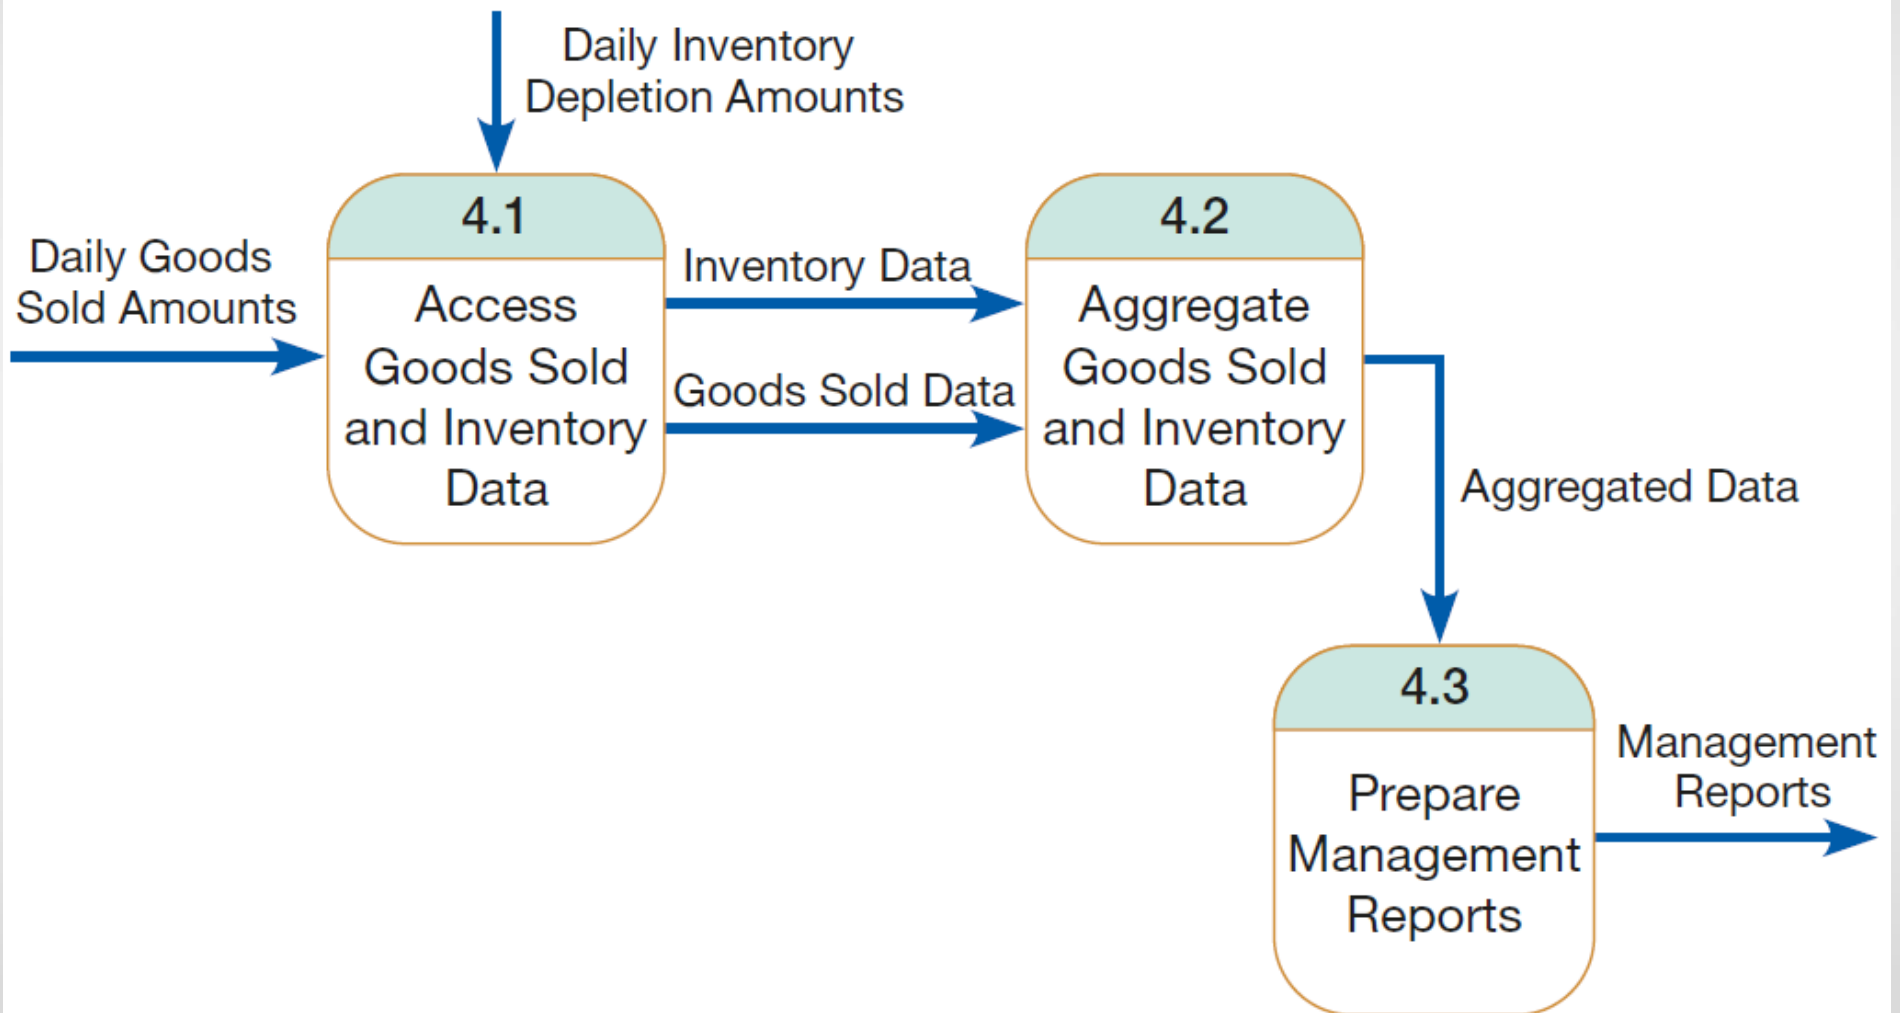 Daily Inventory
Depletion Amounts
Daily Goods
Sold Amounts
4.1
Access
Goods Sold
and Inventory
Data
Inventory Data
Goods Sold Data
4.2
Aggregate
Goods Sold
and Inventory
Data
Aggregated Data
4.3
Prepare
Management
Reports
Management
Reports